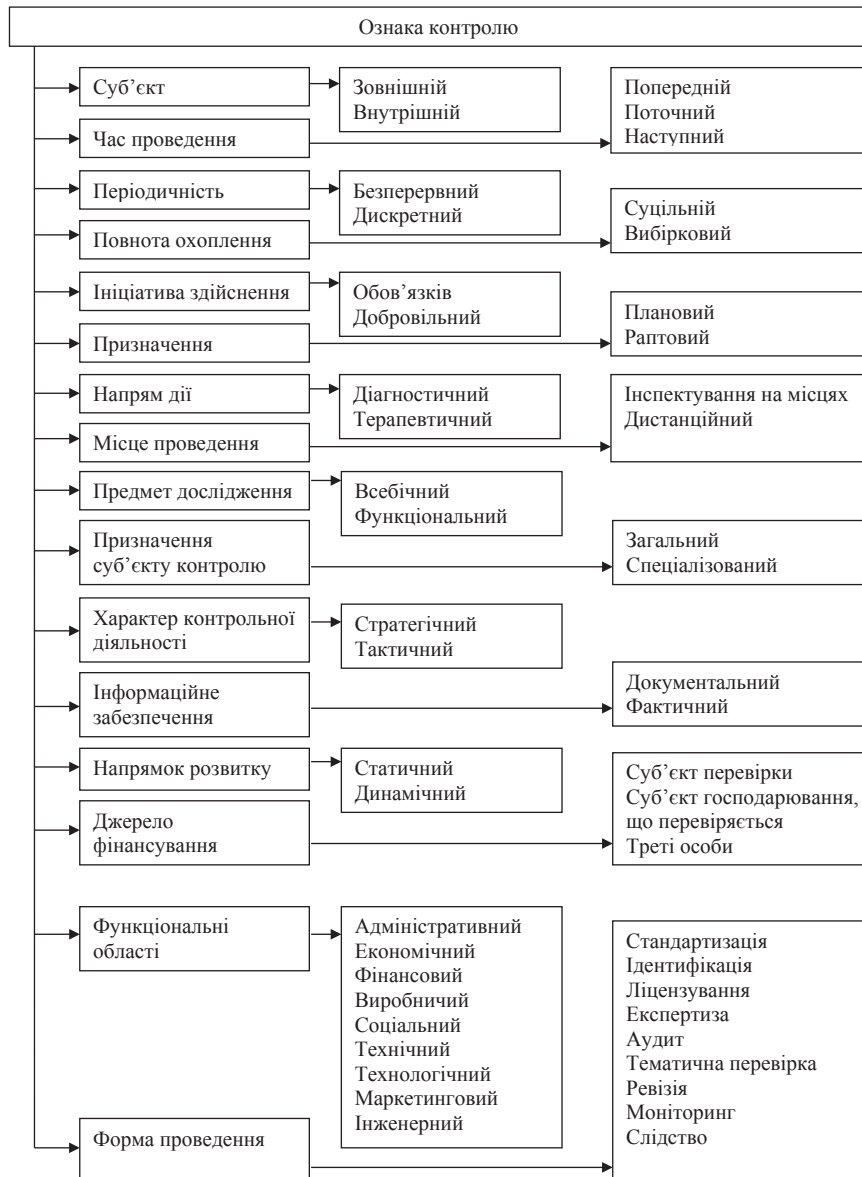 Ознака контролю
Суб’єкт
Зовнішній
Внутрішній
Час проведення
Попередній
Поточний
Наступний
Періодичність
Безперервний
Дискретний
Повнота охоплення
Суцільній
Вибірковий
Ініціатива здійснення
Обов’язків
Добровільний
Призначення
Плановий
Раптовий
Напрям дії
Діагностичний
Терапевтичний
Місце проведення
Інспектування на місцях
Дистанційний
Предмет дослідження
Всебічний
Функціональний
Призначення
суб’єкту контролю
Загальний
Спеціалізований
Характер контрольної
діяльності
Стратегічний
Тактичний
Інформаційне
забезпечення
Документальний
Фактичний
Напрямок розвитку
Статичний
Динамічний
Джерело
фінансування
Суб’єкт перевірки
Суб’єкт господарювання,
що перевіряється
Треті особи
Функціональні
області
Адміністративний
Економічний
Фінансовий
Виробничий
Соціальний
Технічний
Технологічний
Маркетинговий
Інженерний
Форма проведення
Стандартизація
Ідентифікація
Ліцензування
Експертиза
Аудит
Тематична перевірка
Ревізія
Моніторинг
Слідство